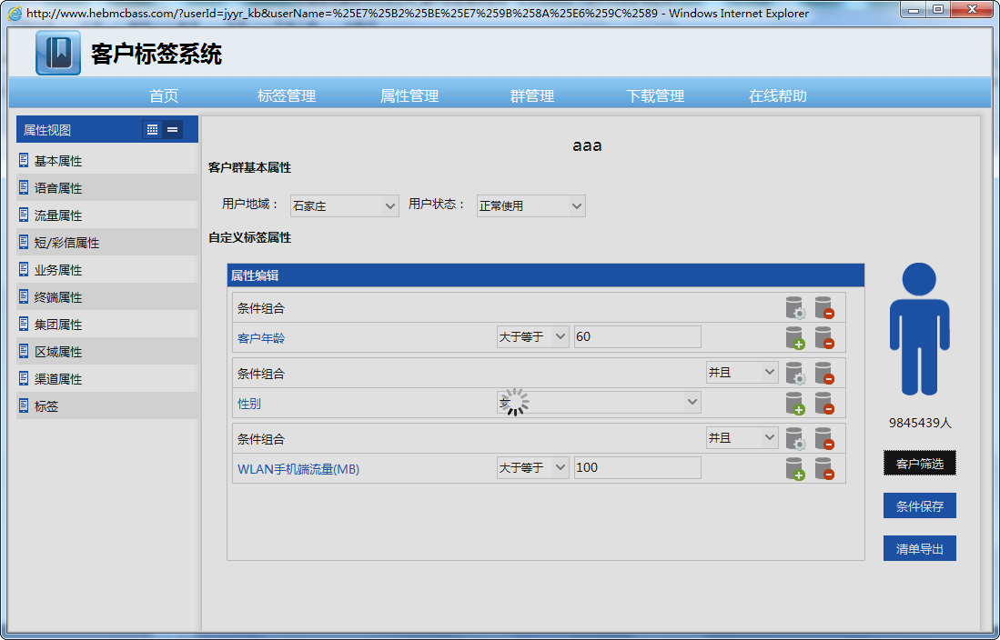 http://www.hebmcbass.com/?userId=jyyr_kb&userName=%25E7%25B2%25BE%25E7%259B%258A%25E6%259C%2589 - Windows Internet Explorer
客户标签系统
首页 标签管理 属性管理 群管理 下载管理 在线帮助
属性视图
基本属性
语音属性
流量属性
短/彩信属性
业务属性
终端属性
集团属性
区域属性
渠道属性
标签
aaa
客户群基本属性
用户地域： 石家庄 用户状态： 正常使用
自定义标签属性
属性编辑
条件组合
客户年龄 大于等于 60
条件组合 并且
性别
条件组合 并且
WLAN手机端流量(MB) 大于等于 100
9845439人
客户筛选
条件保存
清单导出